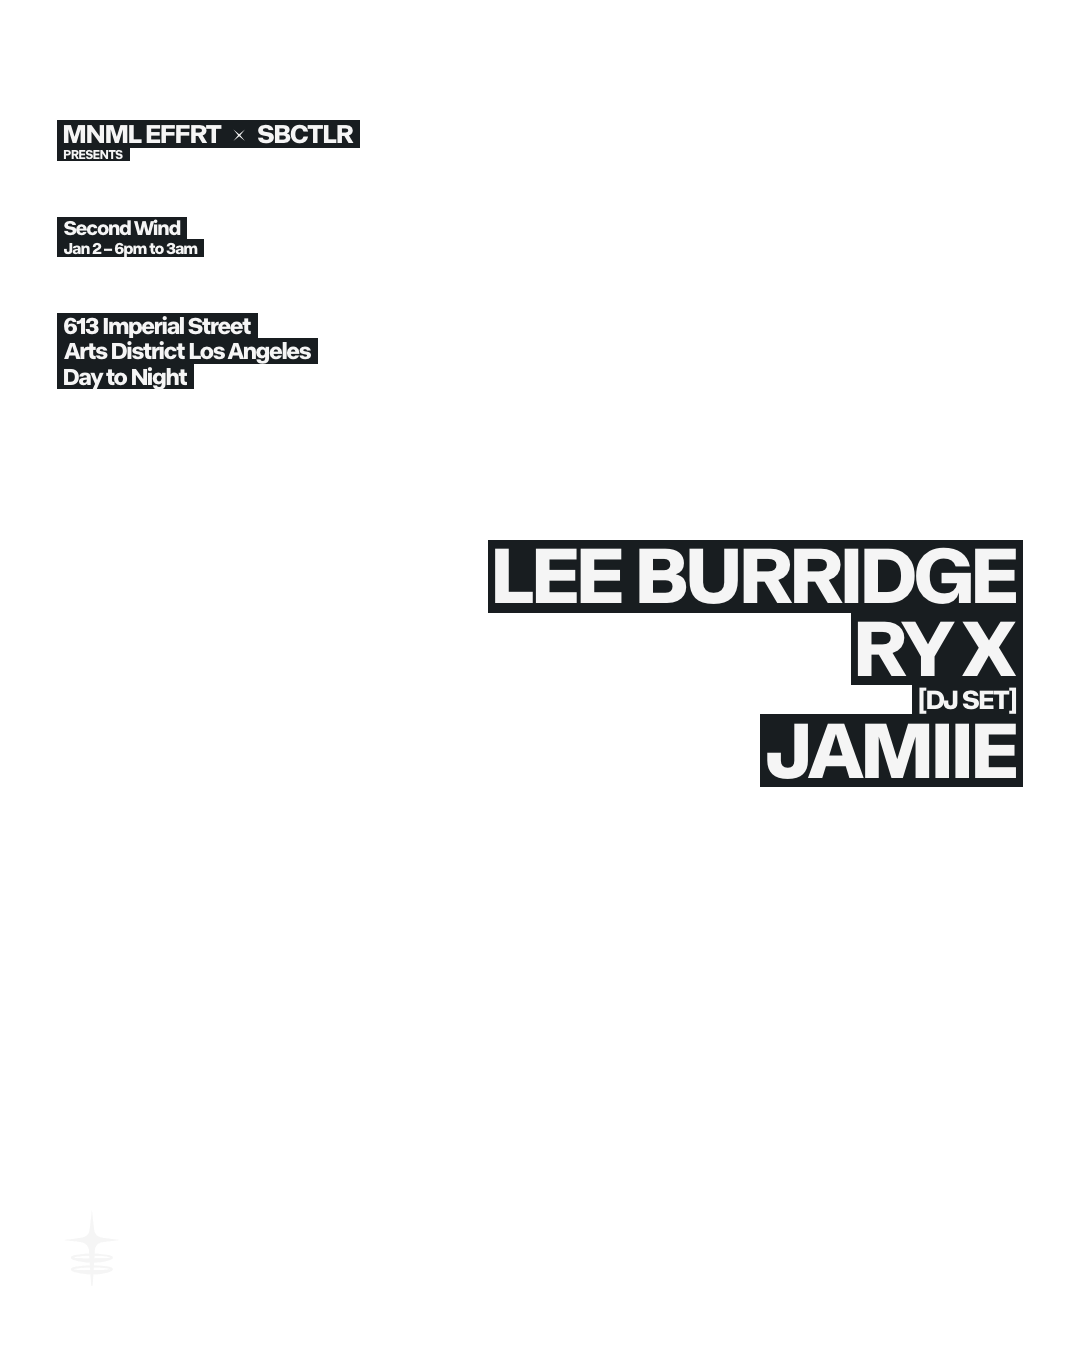 MNML EFFRT × SBCTLR
PRESENTS
Second Wind
Jan 2 – 6pm to 3am
613 Imperial Street
Arts District Los Angeles
Day to Night
LEE BURRIDGE
RY X
[DJ SET]
JAMIIE